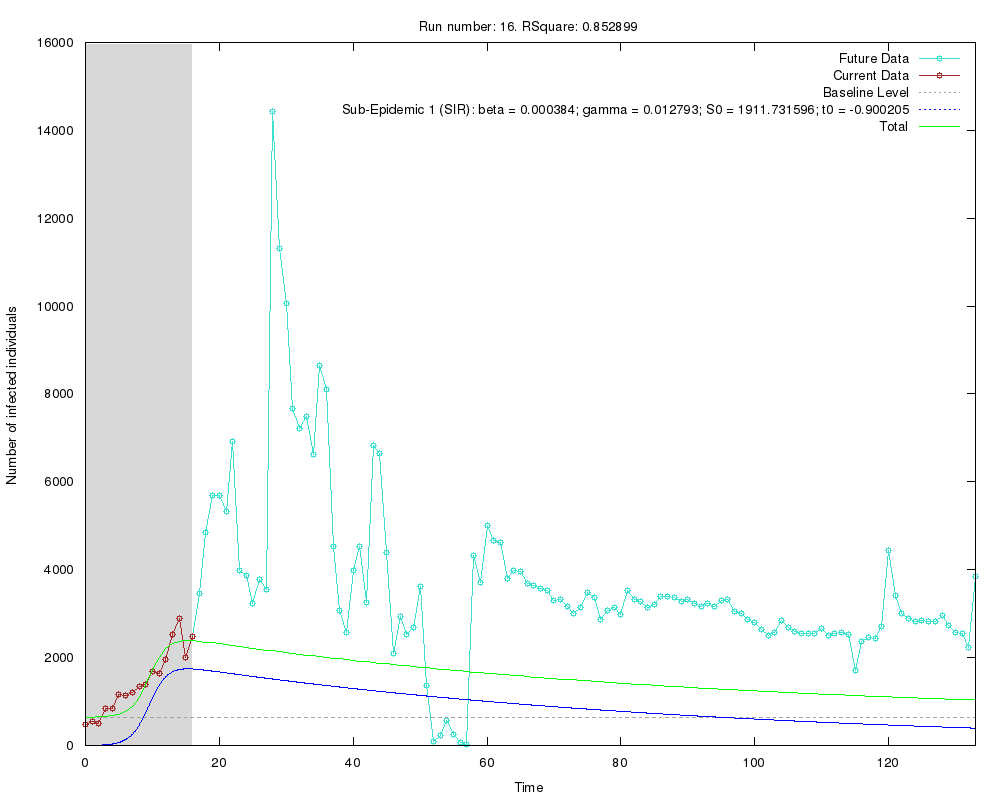 Run number: 16. RSquare: 0.852899
Future Data
Current Data
Baseline Level
Sub-Epidemic 1 (SIR): beta = 0.000384; gamma = 0.012793; S0 = 1911.731596; t0 = -0.900205
Total
Number of infected individuals
16000
14000
12000
10000
8000
6000
4000
2000
0
0 20 40 60 80 100 120
Time